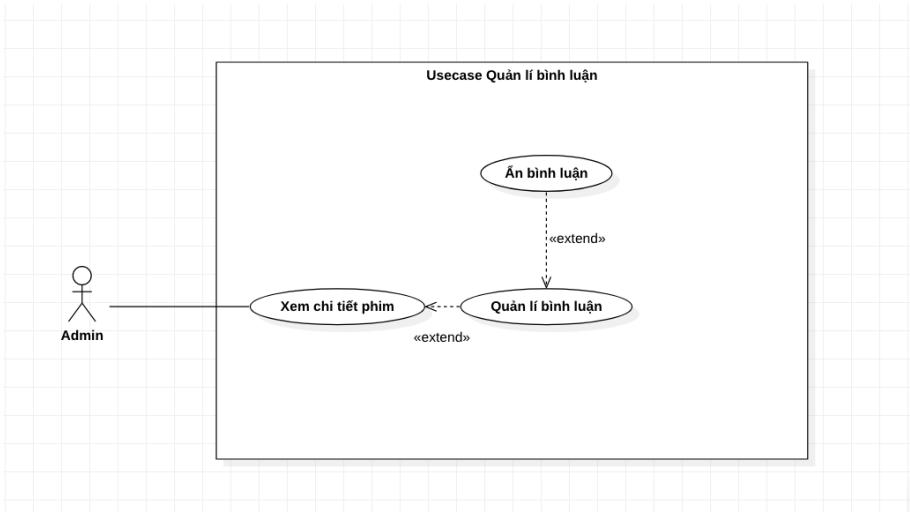 Usecase Quản lí bình luận
Ẩn bình luận
«extend»
Xem chi tiết phim
Quản lí bình luận
«extend»
Admin